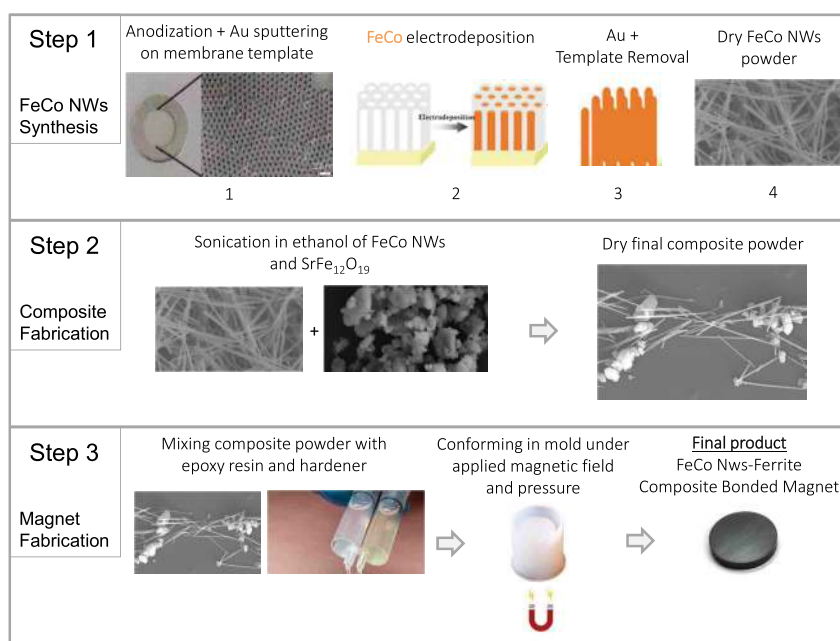 Step 1
FeCo NWs
Synthesis
Anodization + Au sputtering
on membrane template
1
FeCo electrodeposition
Electrodeposition
2
Au +
Template Removal
3
Dry FeCo NWs
powder
4
Step 2
Composite
Fabrication
Sonication in ethanol of FeCo NWs
and SrFe₁₂O₁₉
+
Dry final composite powder
Step 3
Magnet
Fabrication
Mixing composite powder with
epoxy resin and hardener
Conforming in mold under
applied magnetic field
and pressure
Final product
FeCo Nws-Ferrite
Composite Bonded Magnet